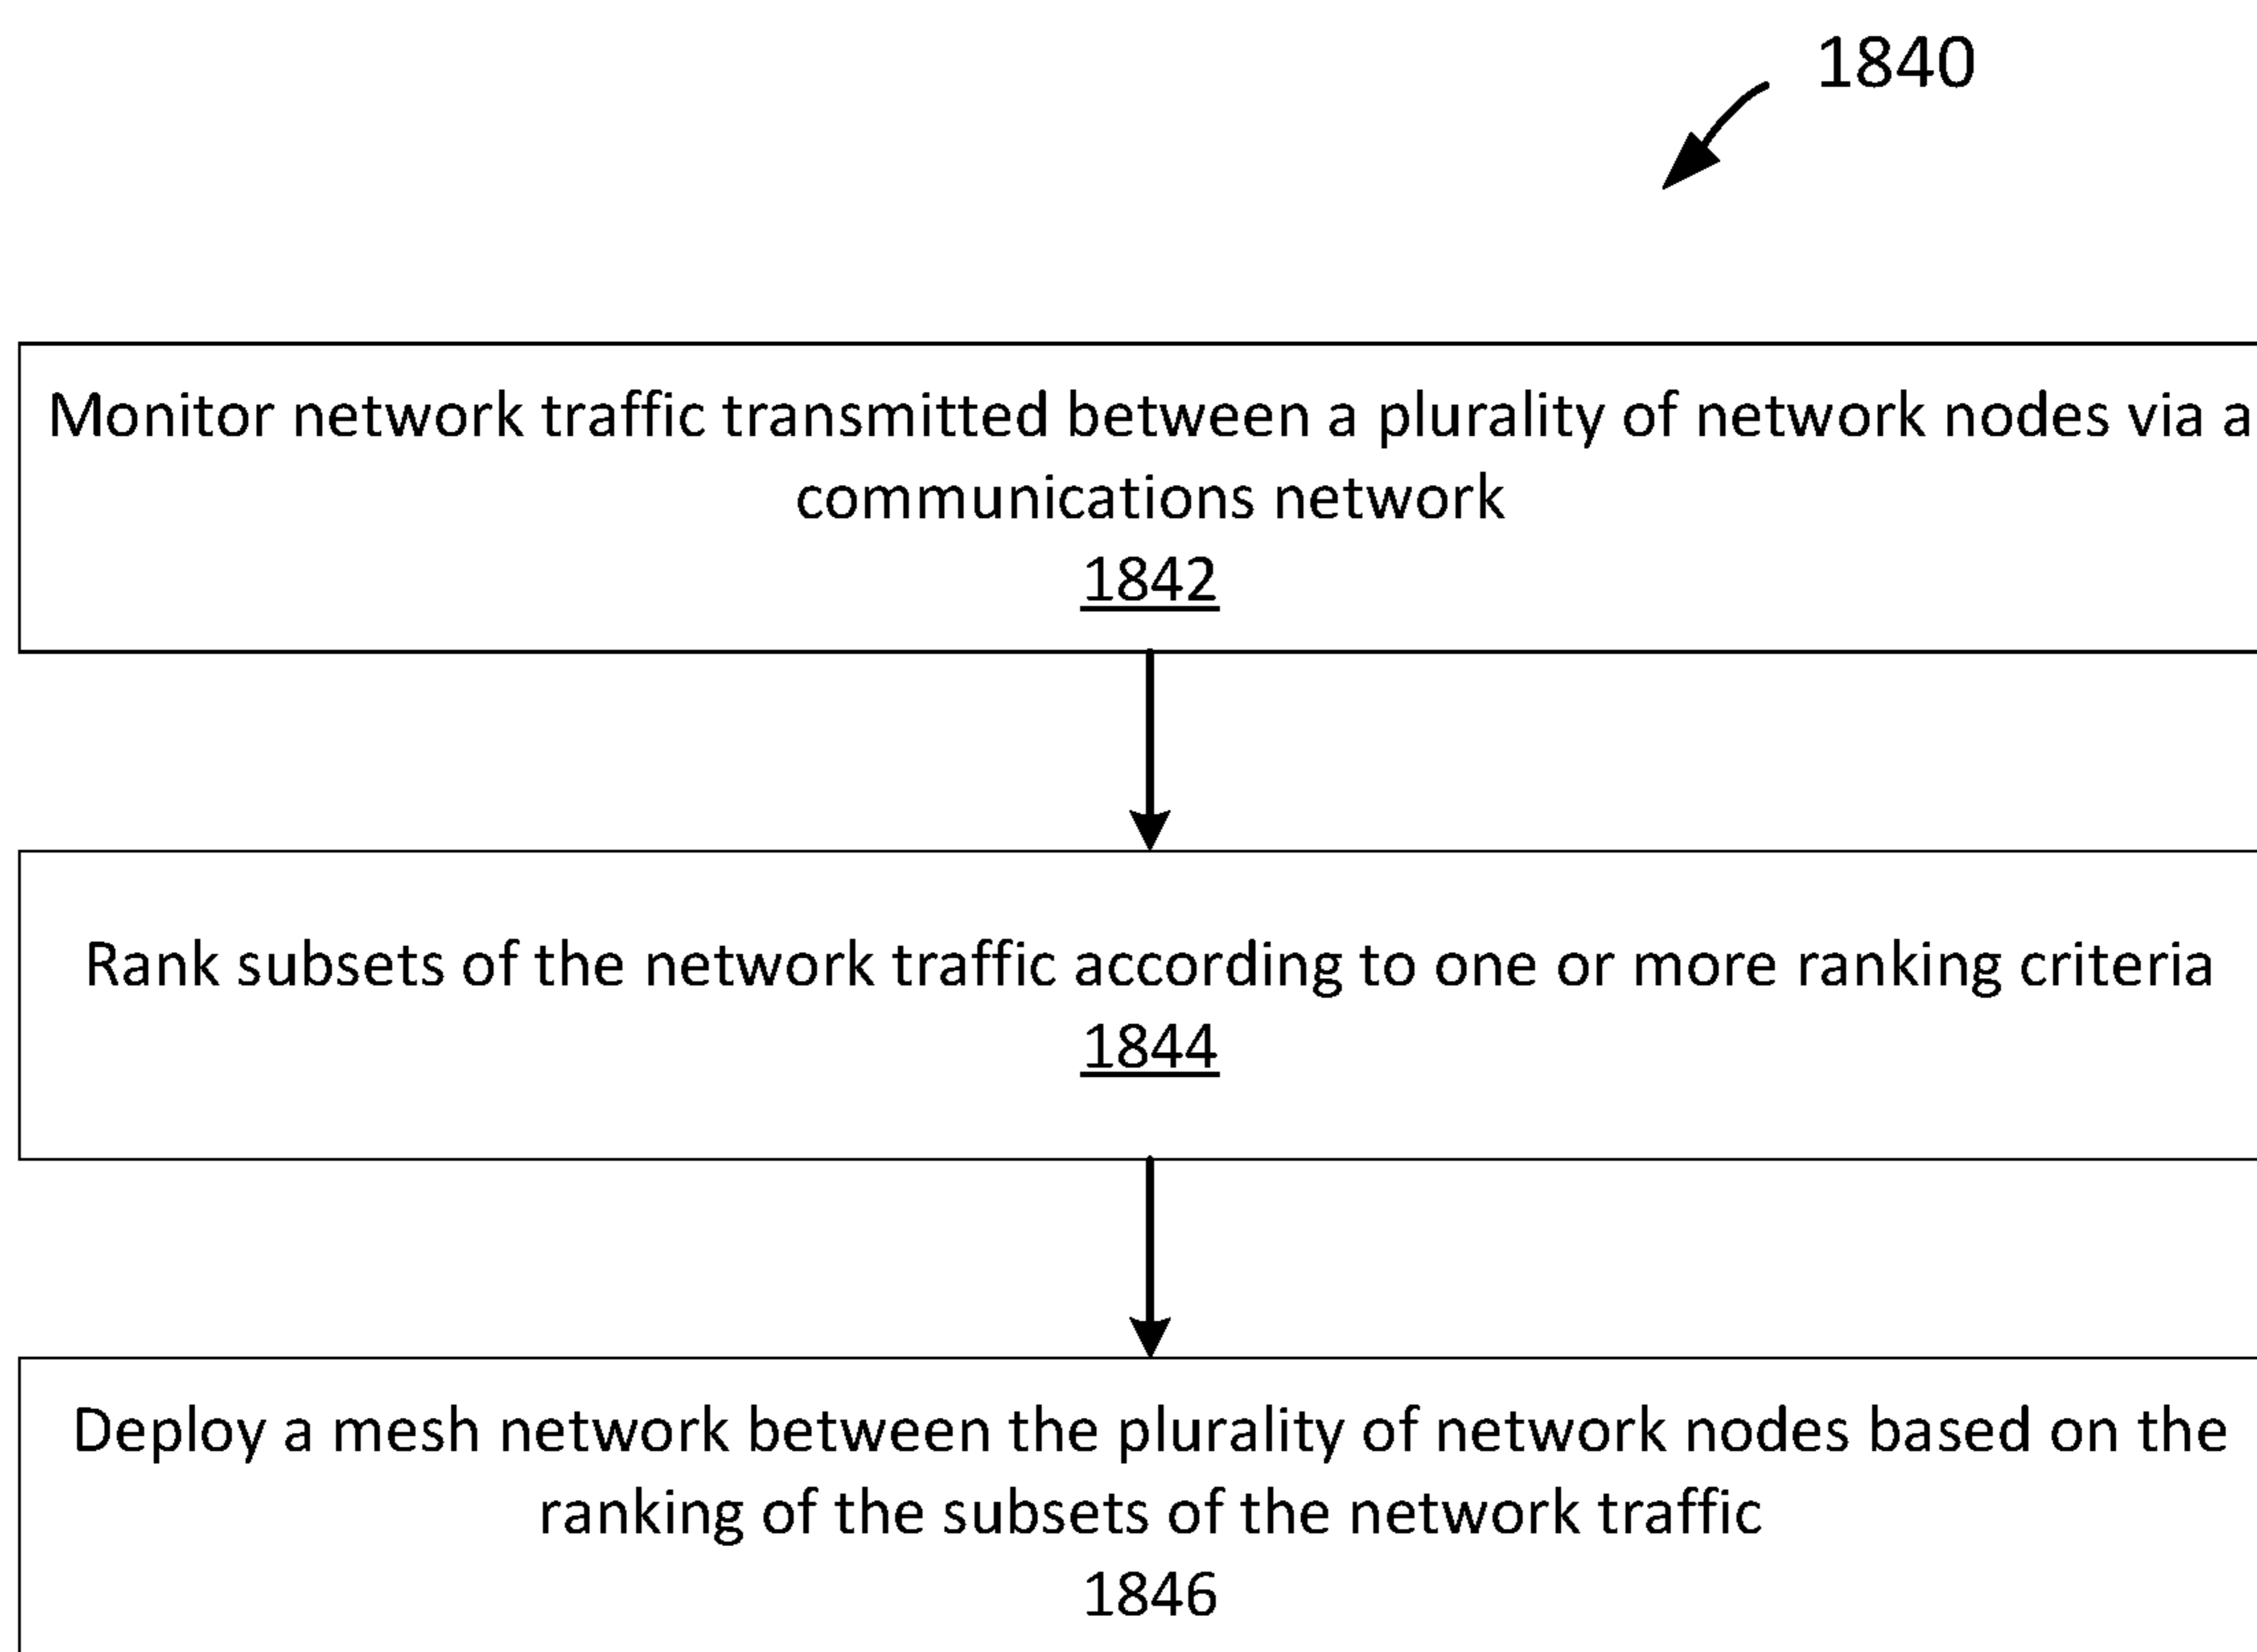 1840
Monitor network traffic transmitted between a plurality of network nodes via a
communications network
1842
Rank subsets of the network traffic according to one or more ranking criteria
1844
Deploy a mesh network between the plurality of network nodes based on the
ranking of the subsets of the network traffic
1846